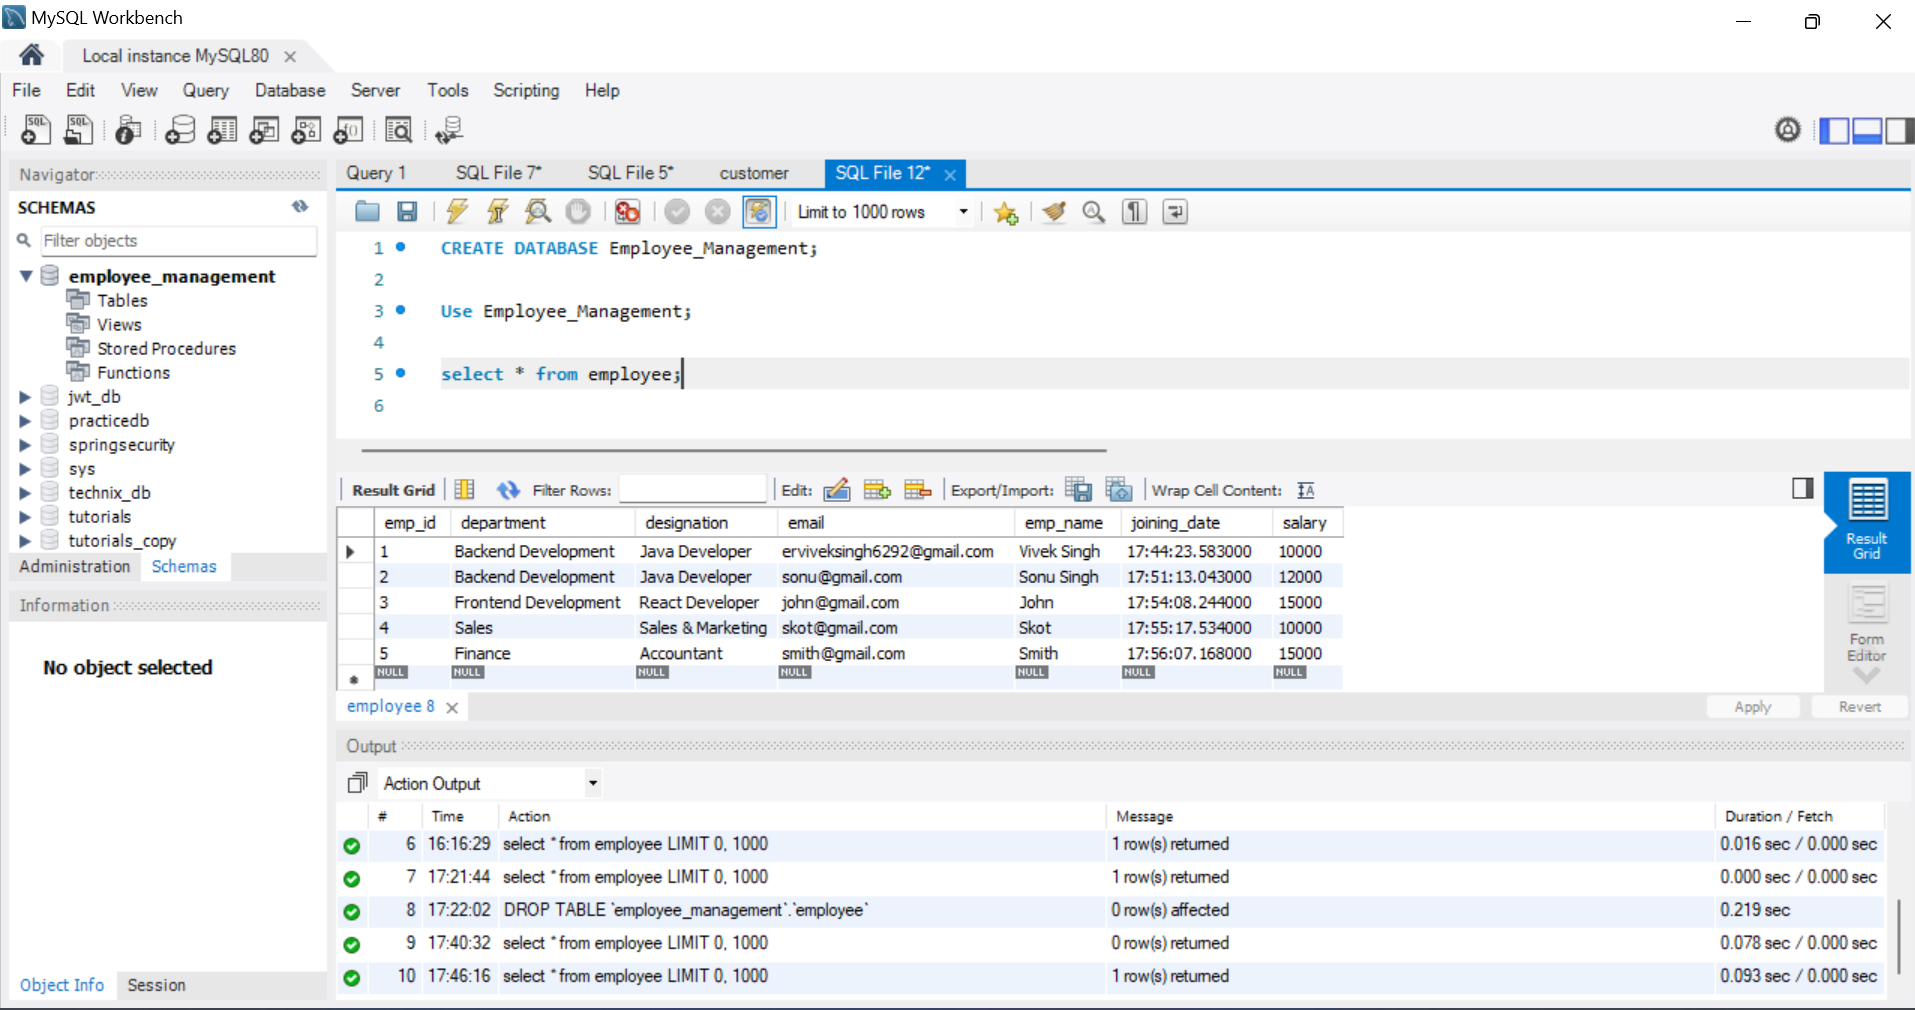 MySQL Workbench
Local instance MySQL80
File Edit View Query Database Server Tools Scripting Help
Navigator
SCHEMAS
Filter objects
employee_management
Tables
Views
Stored Procedures
Functions
jwt_db
practicedb
springsecurity
sys
technix_db
tutorials
tutorials_copy
Administration Schemas
Information
No object selected
Object Info Session
Query 1 SQL File 7* SQL File 5* customer SQL File 12*
Limit to 1000 rows
1 CREATE DATABASE Employee_Management;
2
3 Use Employee_Management;
4
5 select * from employee;
6
Result Grid Filter Rows: Edit: Export/Import: Wrap Cell Content:
emp_id department designation email emp_name joining_date salary
1 Backend Development Java Developer erviveksingh6292@gmail.com Vivek Singh 17:44:23.583000 10000
2 Backend Development Java Developer sonu@gmail.com Sonu Singh 17:51:13.043000 12000
3 Frontend Development React Developer john@gmail.com John 17:54:08.244000 15000
4 Sales Sales & Marketing skot@gmail.com Skot 17:55:17.534000 10000
5 Finance Accountant smith@gmail.com Smith 17:56:07.168000 15000
NULL NULL NULL NULL NULL NULL NULL
Result Grid
Form Editor
employee 8
Apply Revert
Output
Action Output
# Time Action Message Duration / Fetch
6 16:16:29 select * from employee LIMIT 0, 1000 1 row(s) returned 0.016 sec / 0.000 sec
7 17:21:44 select * from employee LIMIT 0, 1000 1 row(s) returned 0.000 sec / 0.000 sec
8 17:22:02 DROP TABLE `employee_management`.`employee` 0 row(s) affected 0.219 sec
9 17:40:32 select * from employee LIMIT 0, 1000 0 row(s) returned 0.078 sec / 0.000 sec
10 17:46:16 select * from employee LIMIT 0, 1000 1 row(s) returned 0.093 sec / 0.000 sec